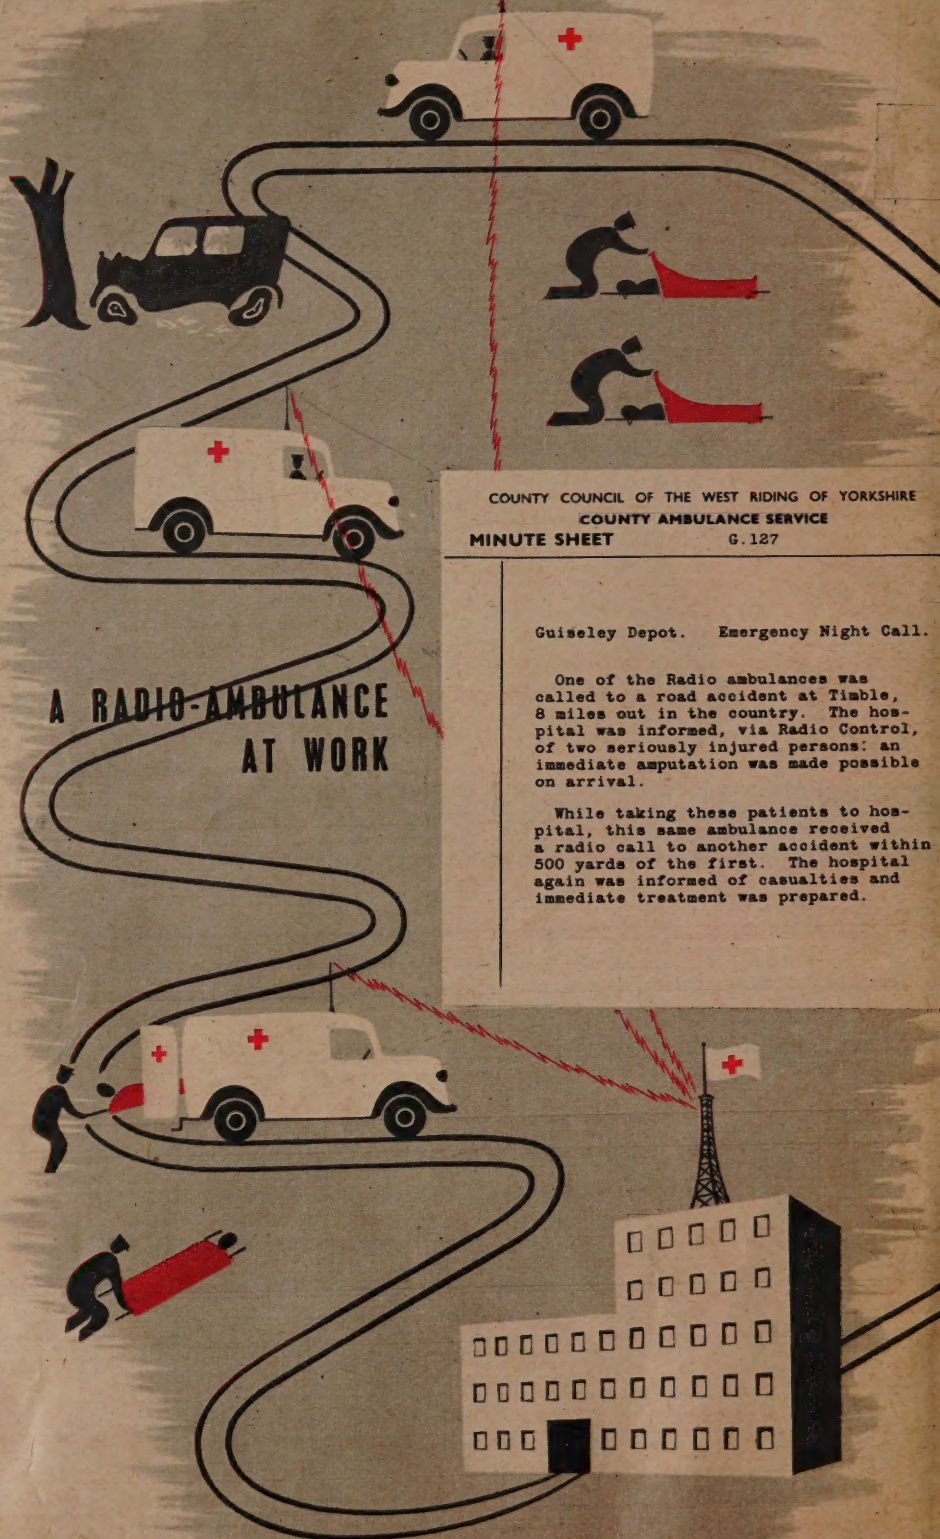 COUNTY COUNCIL OF THE WEST RIDING OF YORKSHIRE
COUNTY AMBULANCE SERVICE
MINUTE SHEET G.127
Guiseley Depot. Emergency Night Call.
One of the Radio ambulances was
called to a road accident at Timble,
8 miles out in the country. The hos-
pital was informed, via Radio Control,
of two seriously injured persons: an
immediate amputation was made possible
on arrival.
While taking these patients to hos-
pital, this same ambulance received
a radio call to another accident within
500 yards of the first. The hospital
again was informed of casualties and
immediate treatment was prepared.
A RADIO-AMBULANCE
AT WORK